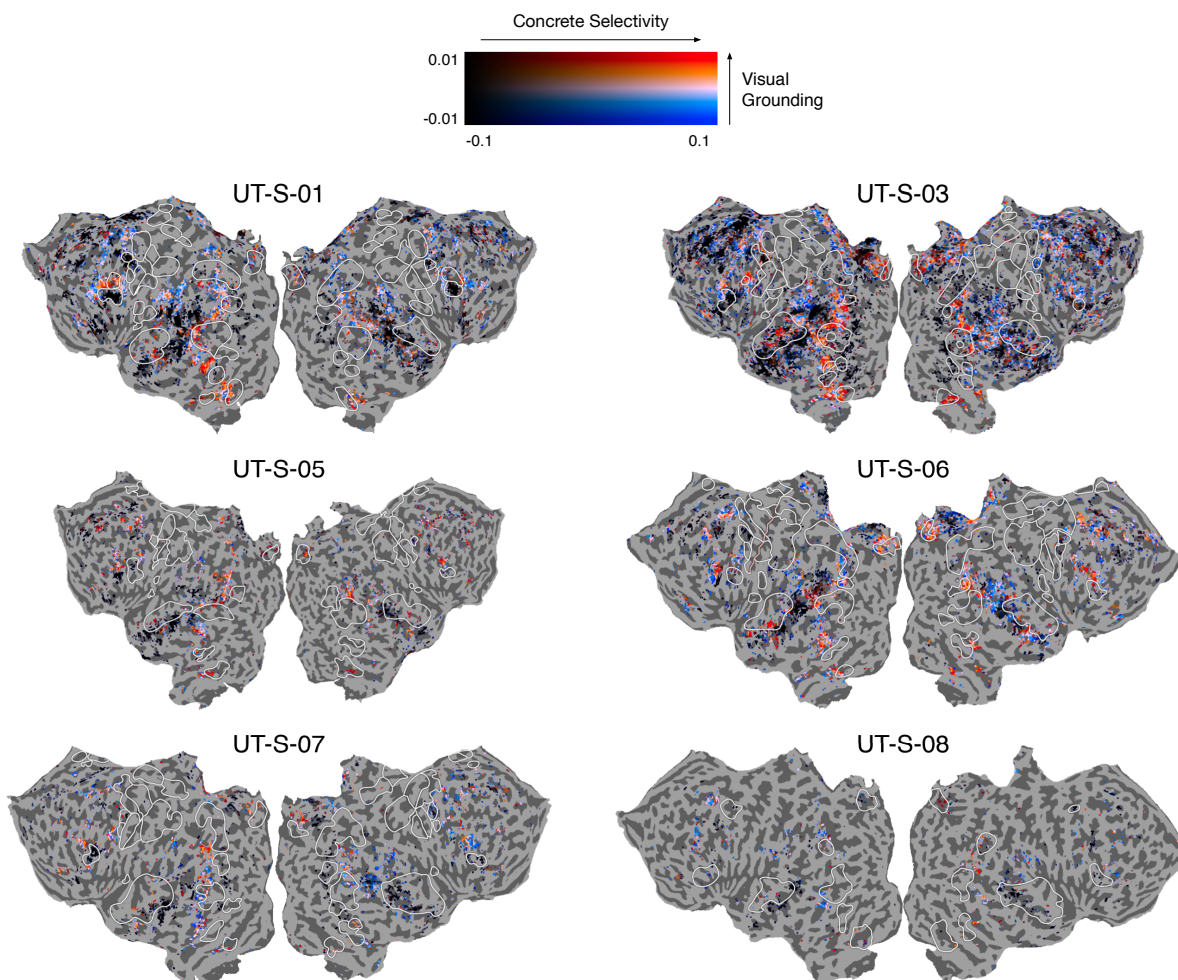 Concrete Selectivity
0.01
-0.01
-0.1
0.1
Visual
Grounding
UT-S-01
UT-S-03
UT-S-05
UT-S-06
UT-S-07
UT-S-08